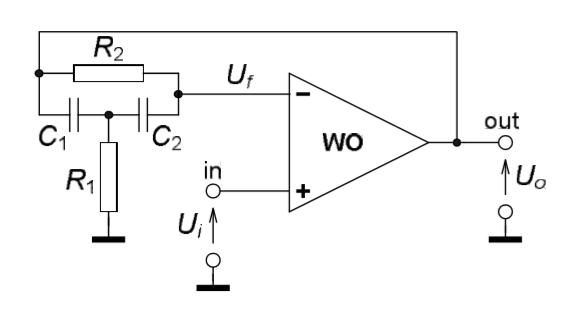 R2
Uf
C1 C2
WO
out
R1
in
Ui
Uo
−
+